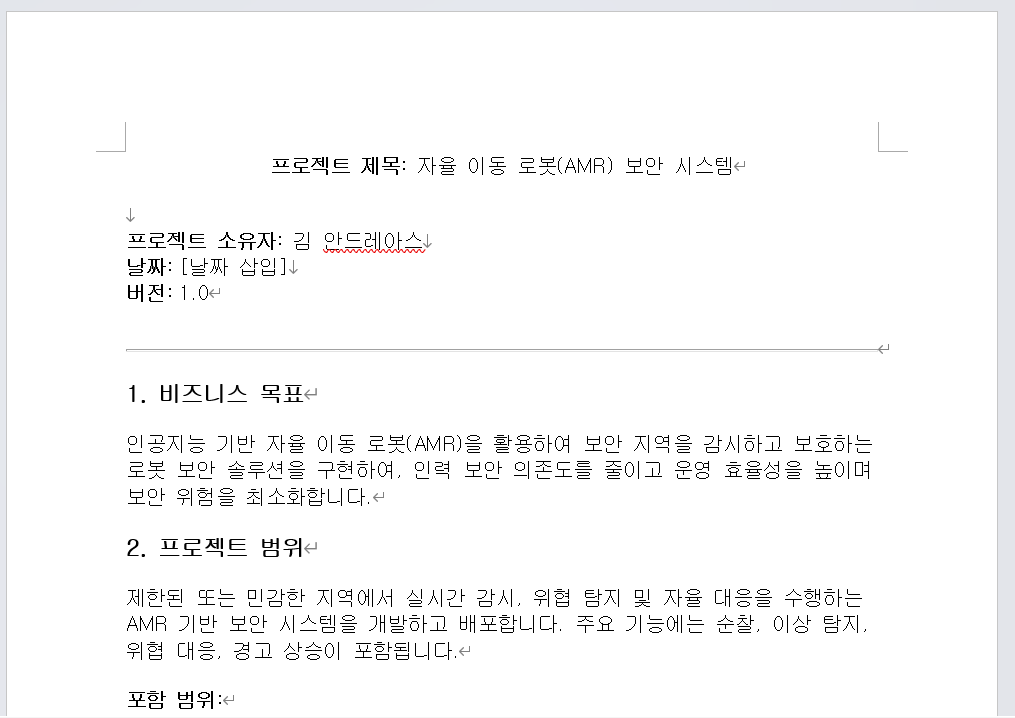 프로젝트 제목: 자율 이동 로봇(AMR) 보안 시스템
프로젝트 소유자: 김 안드레아스
날짜: [날짜 삽입]
버전: 1.0
1. 비즈니스 목표
인공지능 기반 자율 이동 로봇(AMR)을 활용하여 보안 지역을 감시하고 보호하는
로봇 보안 솔루션을 구현하여, 인력 보안 의존도를 줄이고 운영 효율성을 높이며
보안 위험을 최소화합니다.
2. 프로젝트 범위
제한된 또는 민감한 지역에서 실시간 감시, 위협 탐지 및 자율 대응을 수행하는
AMR 기반 보안 시스템을 개발하고 배포합니다. 주요 기능에는 순찰, 이상 탐지,
위협 대응, 경고 상승이 포함됩니다.
포함 범위: